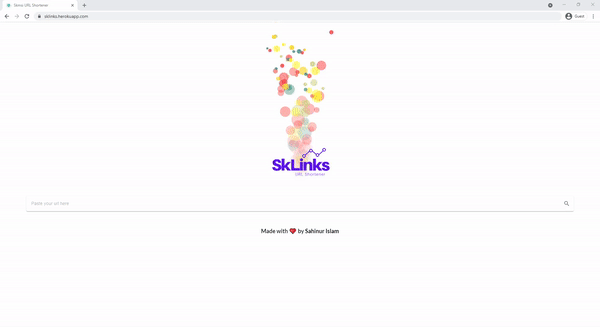 Sklinks URL Shortener
sklinks.herokuapp.com
Guest
SkLinks
URL Shortener
Paste your url here
Made with ❤ by Sahinur Islam